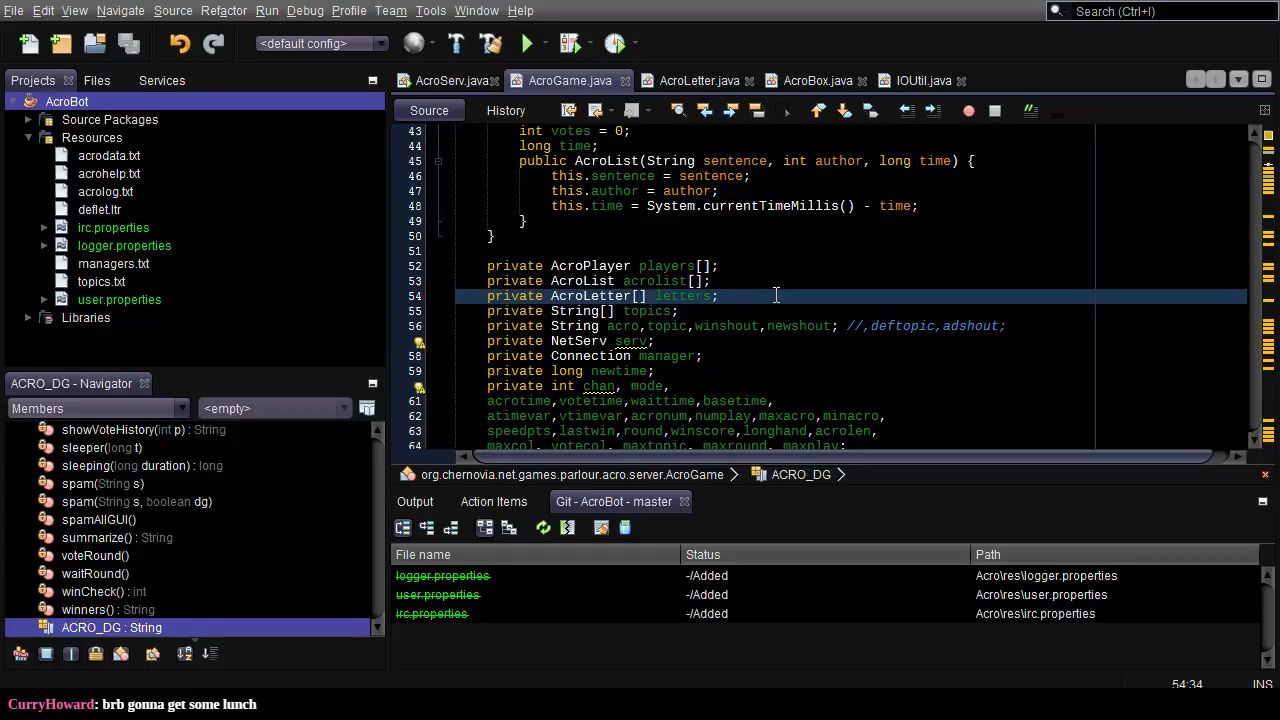 File Edit View Navigate Source Refactor Run Debug Profile Team Tools Window Help
Search (Ctrl+I)
<default config>
Projects
Files
Services
AcroBot
Source Packages
Resources
acrodata.txt
acrohelp.txt
acrolog.txt
deflet.ltr
irc.properties
logger.properties
managers.txt
topics.txt
user.properties
Libraries
ACRO_DG - Navigator
Members
<empty>
showVoteHistory(int p) : String
sleeper(long t)
sleeping(long duration) : long
spam(String s)
spam(String s, boolean dg)
spamAllGUI()
summarize() : String
voteRound()
waitRound()
winCheck() : int
winners() : String
ACRO_DG : String
AcroServ.java
AcroGame.java
AcroLetter.java
AcroBox.java
IOUtil.java
Source
History
43 int votes = 0;
44 long time;
45 public AcroList(String sentence, int author, long time) {
46 this.sentence = sentence;
47 this.author = author;
48 this.time = System.currentTimeMillis() - time;
49 }
50 }
51
52 private AcroPlayer players[];
53 private AcroList acrolist[];
54 private AcroLetter[] letters;
55 private String[] topics;
56 private String acro,topic,winshout,newshout; //,deftopic,adshout;
private NetServ serv;
58 private Connection manager;
59 private long newtime;
private int chan, mode,
61 acrotime,votetime,waittime,basetime,
62 atimevar,vtimevar,acronum,numplay,maxacro,minacro,
63 speedpts,lastwin,round,winscore,longhand,acrolen,
64 maxcol, votecol, maxtopic, maxround, maxplay;
org.chernovia.net.games.parlour.acro.server.AcroGame
ACRO_DG
Output
Action Items
Git - AcroBot - master
File name Status Path
logger.properties -/Added Acro\res\logger.properties
user.properties -/Added Acro\res\user.properties
irc.properties -/Added Acro\res\irc.properties
54:34 INS
CurryHoward: brb gonna get some lunch